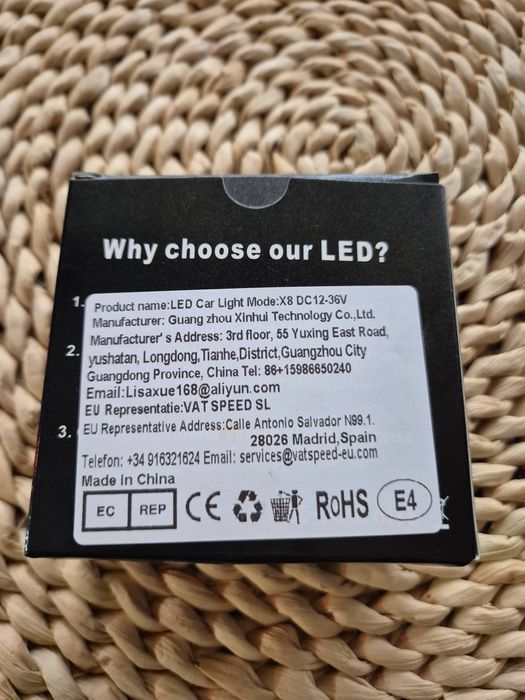 Why choose our LED?
1.
Product name:LED Car Light Mode:X8 DC12-36V
Manufacturer: Guang zhou Xinhui Technology Co.,Ltd.
Manufacturer's Address: 3rd floor, 55 Yuxing East Road,
2.
yushatan, Longdong,Tianhe,District,Guangzhou City
Guangdong Province, China Tel: 86+15986650240
Email:Lisaxue168@aliyun.com
EU Representatie:VAT SPEED SL
3.
EU Representative Address:Calle Antonio Salvador N99.1.
28026 Madrid,Spain
Telefon: +34 916321624 Email: services@vatspeed-eu.com
Made in China
EC REP CE RoHS E4